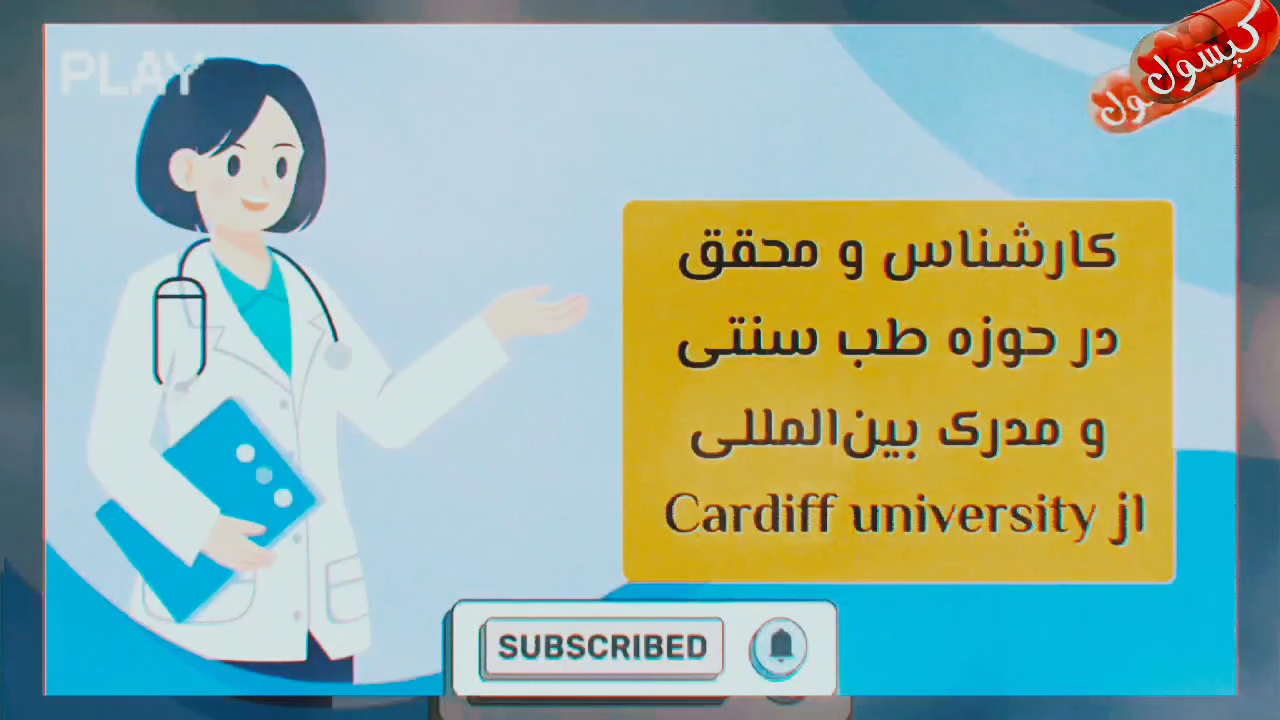 PLAY
کپسول
کارشناس و محقق
در حوزه طب سنتی
و مدرک بین‌المللی
از Cardiff university
SUBSCRIBED